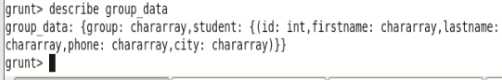 grunt> describe group_data
group_data: {group: chararray,student: {(id: int,firstname: chararray,lastname:
chararray,phone: chararray,city: chararray)}}
grunt>